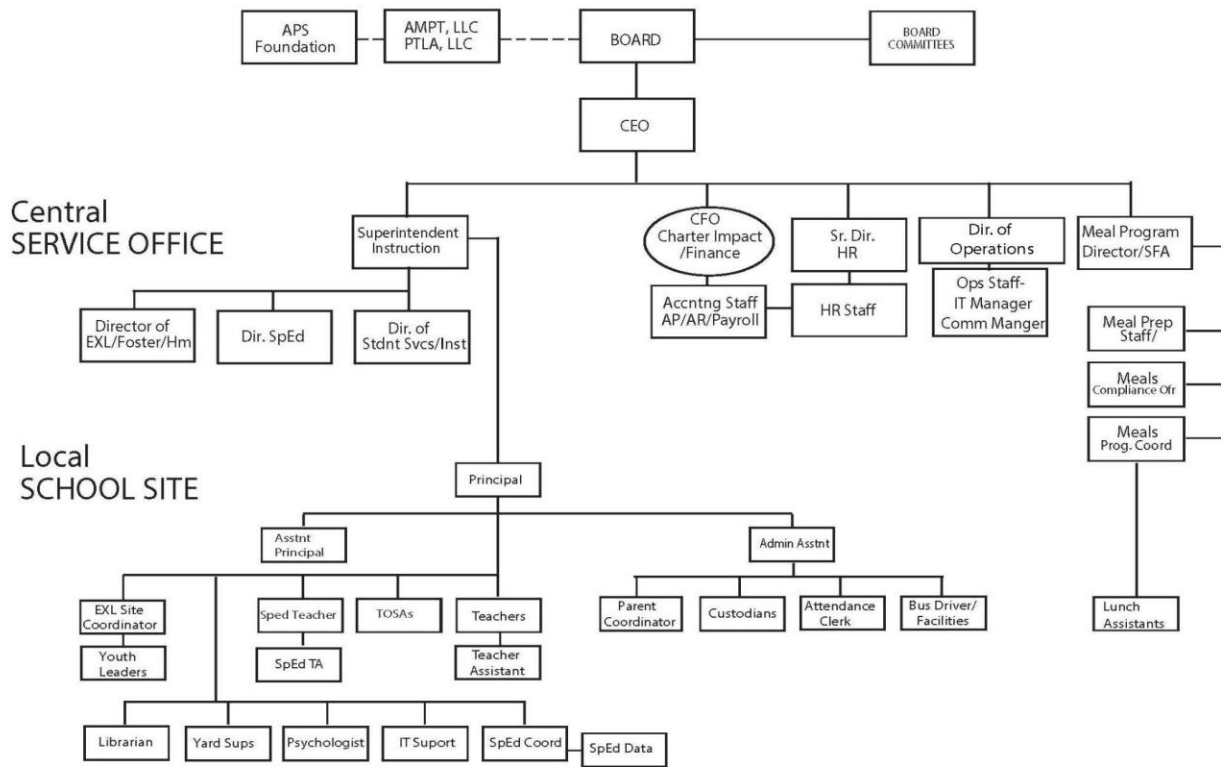 APS
Foundation
AMPT, LLC
PTLA, LLC
BOARD
BOARD
COMMITTEES
CEO
Central
SERVICE OFFICE
Superintendent
Instruction
CFO
Charter Impact
/Finance
Sr. Dir.
HR
Dir. of
Operations
Meal Program
Director/SFA
Director of
EXL/Foster/Hm
Dir. SpEd
Dir. of
Stdnt Svcs/Inst
Accntng Staff
AP/AR/Payroll
HR Staff
Ops Staff-
IT Manager
Comm Manger
Meal Prep
Staff/
Meals
Compliance Ofr
Meals
Prog. Coord
Local
SCHOOL SITE
Principal
Asstnt
Principal
Admin Asstnt
EXL Site
Coordinator
Sped Teacher
TOSAs
Teachers
Parent
Coordinator
Custodians
Attendance
Clerk
Bus Driver/
Facilities
Lunch
Assistants
Youth
Leaders
SpEd TA
Teacher
Assistant
Librarian
Yard Sups
Psychologist
IT Suport
SpEd Coord
SpEd Data